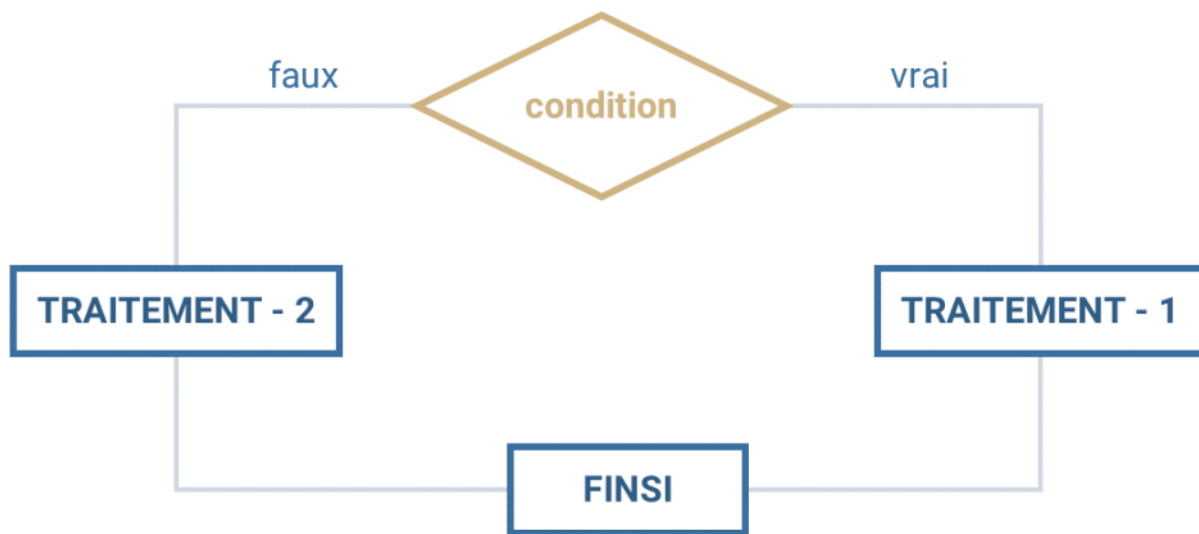 faux
vrai
condition
TRAITEMENT - 2
TRAITEMENT - 1
FINSI